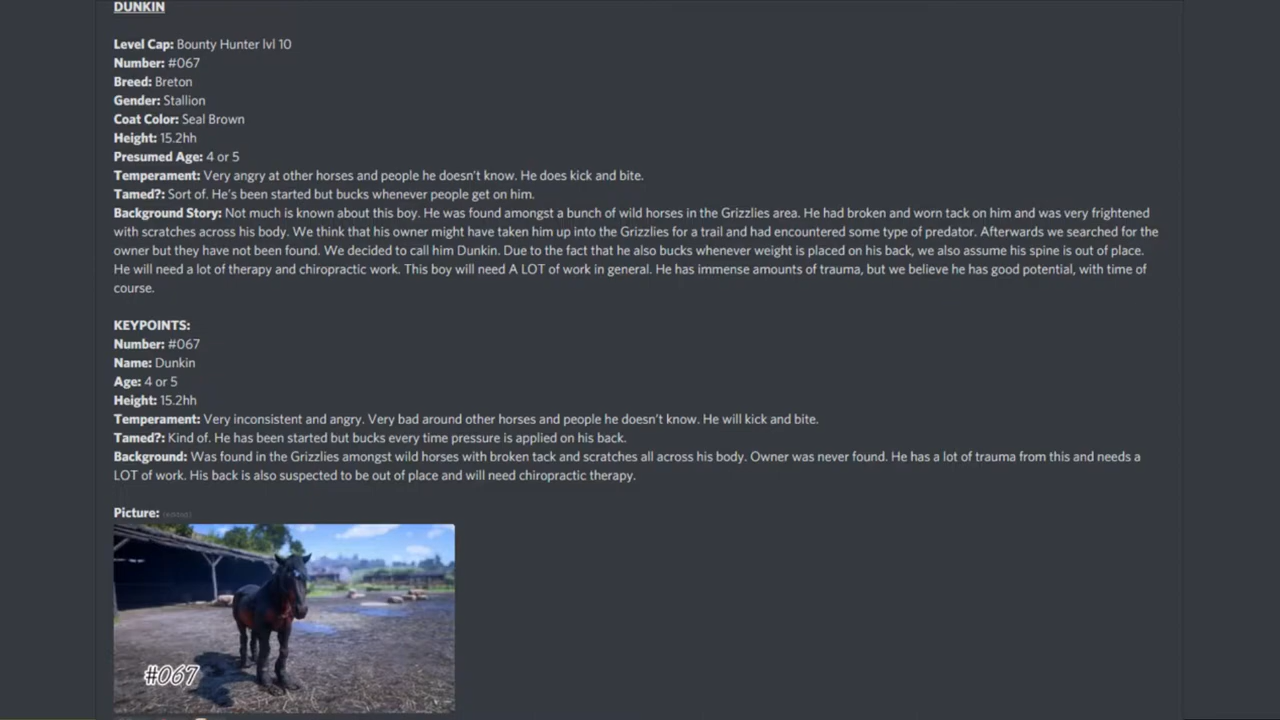 DUNKIN
Level Cap: Bounty Hunter lvl 10
Number: #067
Breed: Breton
Gender: Stallion
Coat Color: Seal Brown
Height: 15.2hh
Presumed Age: 4 or 5
Temperament: Very angry at other horses and people he doesn't know. He does kick and bite.
Tamed?: Sort of. He's been started but bucks whenever people get on him.
Background Story: Not much is known about this boy. He was found amongst a bunch of wild horses in the Grizzlies area. He had broken and worn tack on him and was very frightened
with scratches across his body. We think that his owner might have taken him up into the Grizzlies for a trail and had encountered some type of predator. Afterwards we searched for the
owner but they have not been found. We decided to call him Dunkin. Due to the fact that he also bucks whenever weight is placed on his back, we also assume his spine is out of place.
He will need a lot of therapy and chiropractic work. This boy will need A LOT of work in general. He has immense amounts of trauma, but we believe he has good potential, with time of
course.
KEYPOINTS:
Number: #067
Name: Dunkin
Age: 4 or 5
Height: 15.2hh
Temperament: Very inconsistent and angry. Very bad around other horses and people he doesn't know. He will kick and bite.
Tamed?: Kind of. He has been started but bucks every time pressure is applied on his back.
Background: Was found in the Grizzlies amongst wild horses with broken tack and scratches all across his body. Owner was never found. He has a lot of trauma from this and needs a
LOT of work. His back is also suspected to be out of place and will need chiropractic therapy.
Picture: (edited)
#067